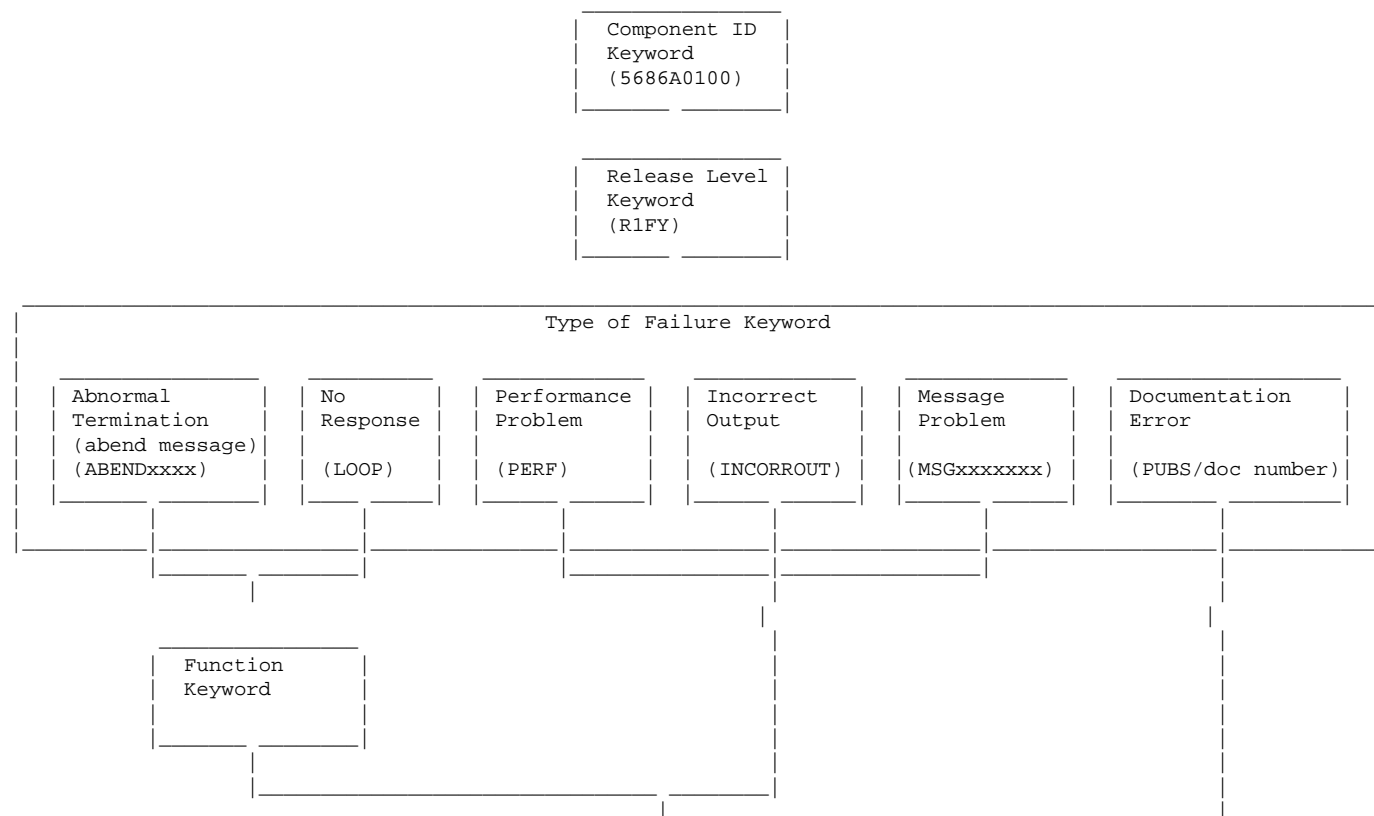 Component ID
Keyword
(5686A0100)
Release Level
Keyword
(R1FY)
Type of Failure Keyword
Abnormal
Termination
(abend message)
(ABENDxxxx)
No
Response
(LOOP)
Performance
Problem
(PERF)
Incorrect
Output
(INCORROUT)
Message
Problem
(MSGxxxxxxx)
Documentation
Error
(PUBS/doc number)
Function
Keyword